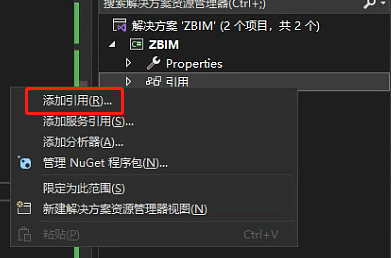 搜索解决方案资源管理器(Ctrl+;)
解决方案 'ZBIM' (2 个项目，共 2 个)
ZBIM
Properties
引用
添加引用(R)...
添加服务引用(S)...
添加分析器(A)...
管理 NuGet 程序包(N)...
限定为此范围(S)
新建解决方案资源管理器视图(N)
粘贴(P) Ctrl+V